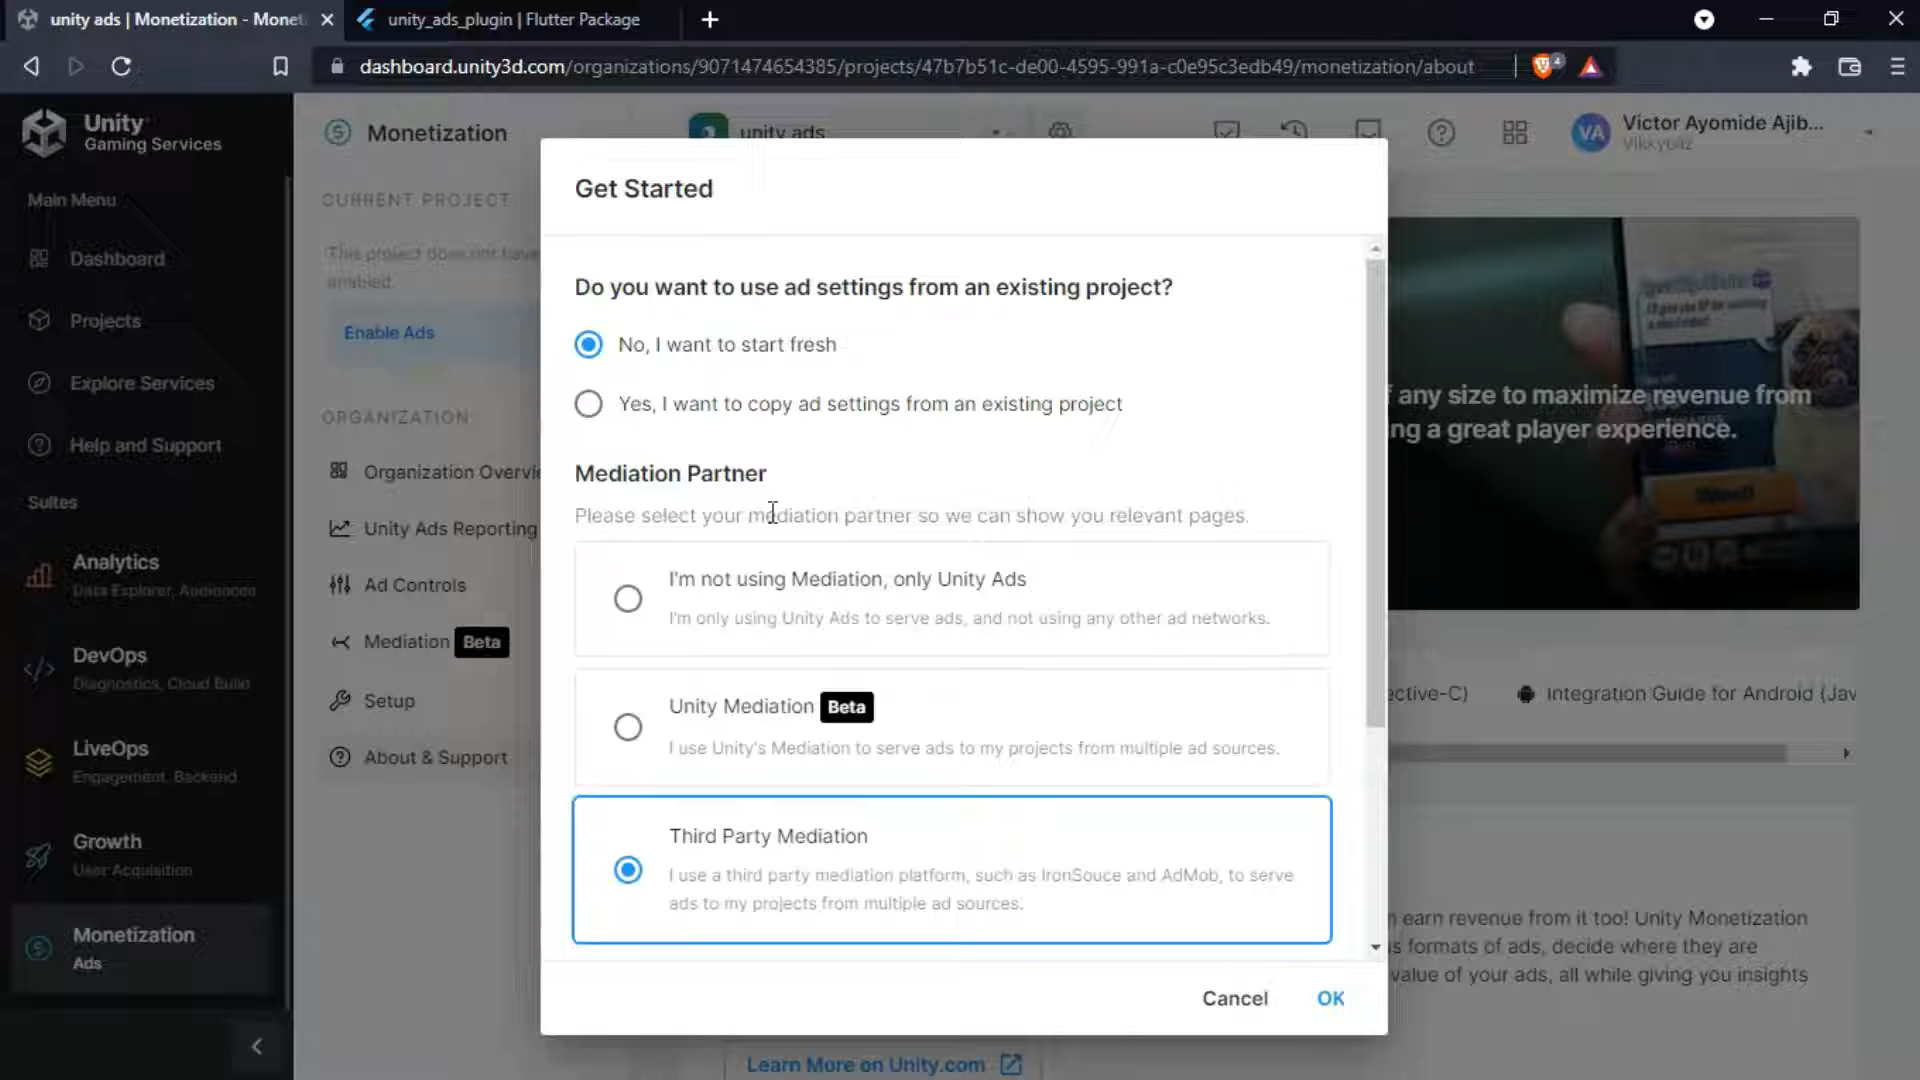 unity ads | Monetization - Moneti
unity_ads_plugin | Flutter Package
dashboard.unity3d.com/organizations/9071474654385/projects/47b7b51c-de00-4595-991a-c0e95c3edb49/monetization/about
4
Unity
Gaming Services
Main Menu
Dashboard
Projects
Explore Services
Help and Support
Suites
Analytics
Data Explorer, Audiences
DevOps
Diagnostics, Cloud Build
LiveOps
Engagement, Backend
Growth
User Acquisition
Monetization
Ads
Monetization
unity ads
VA
Victor Ayomide Ajib...
CURRENT PROJECT
This project does not have
enabled.
Enable Ads
ORGANIZATION
Organization Overvie
Unity Ads Reporting
Ad Controls
Mediation Beta
Setup
About & Support
Get Started
Do you want to use ad settings from an existing project?
No, I want to start fresh
Yes, I want to copy ad settings from an existing project
Mediation Partner
Please select your mediation partner so we can show you relevant pages.
I'm not using Mediation, only Unity Ads
I'm only using Unity Ads to serve ads, and not using any other ad networks.
Unity Mediation Beta
I use Unity's Mediation to serve ads to my projects from multiple ad sources.
Third Party Mediation
I use a third party mediation platform, such as IronSouce and AdMob, to serve
ads to my projects from multiple ad sources.
Cancel
OK
f any size to maximize revenue from
ng a great player experience.
ective-C)
Integration Guide for Android (Jav
n earn revenue from it too! Unity Monetization
s formats of ads, decide where they are
value of your ads, all while giving you insights
Learn More on Unity.com